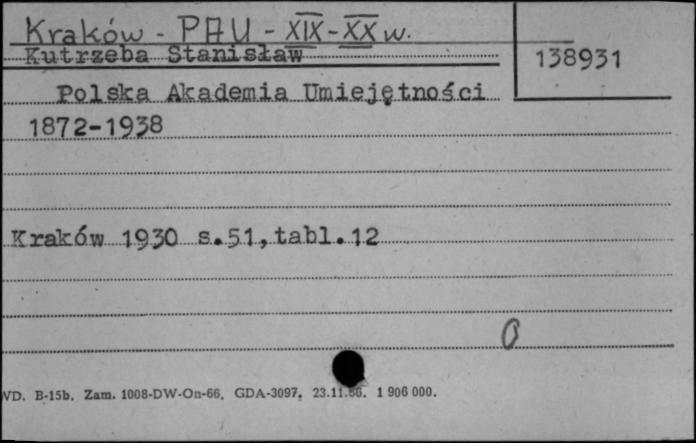 Kraków - PAU - XIX-XX w.
Kutrzeba Stanisław
138931
Polska Akademia Umiejętności
1872-1938
Kraków 1930 s.51,tabl.12
0
WD. B-15b. Zam. 1008-DW-On-66. GDA-3097. 23.11.66. 1 906 000.